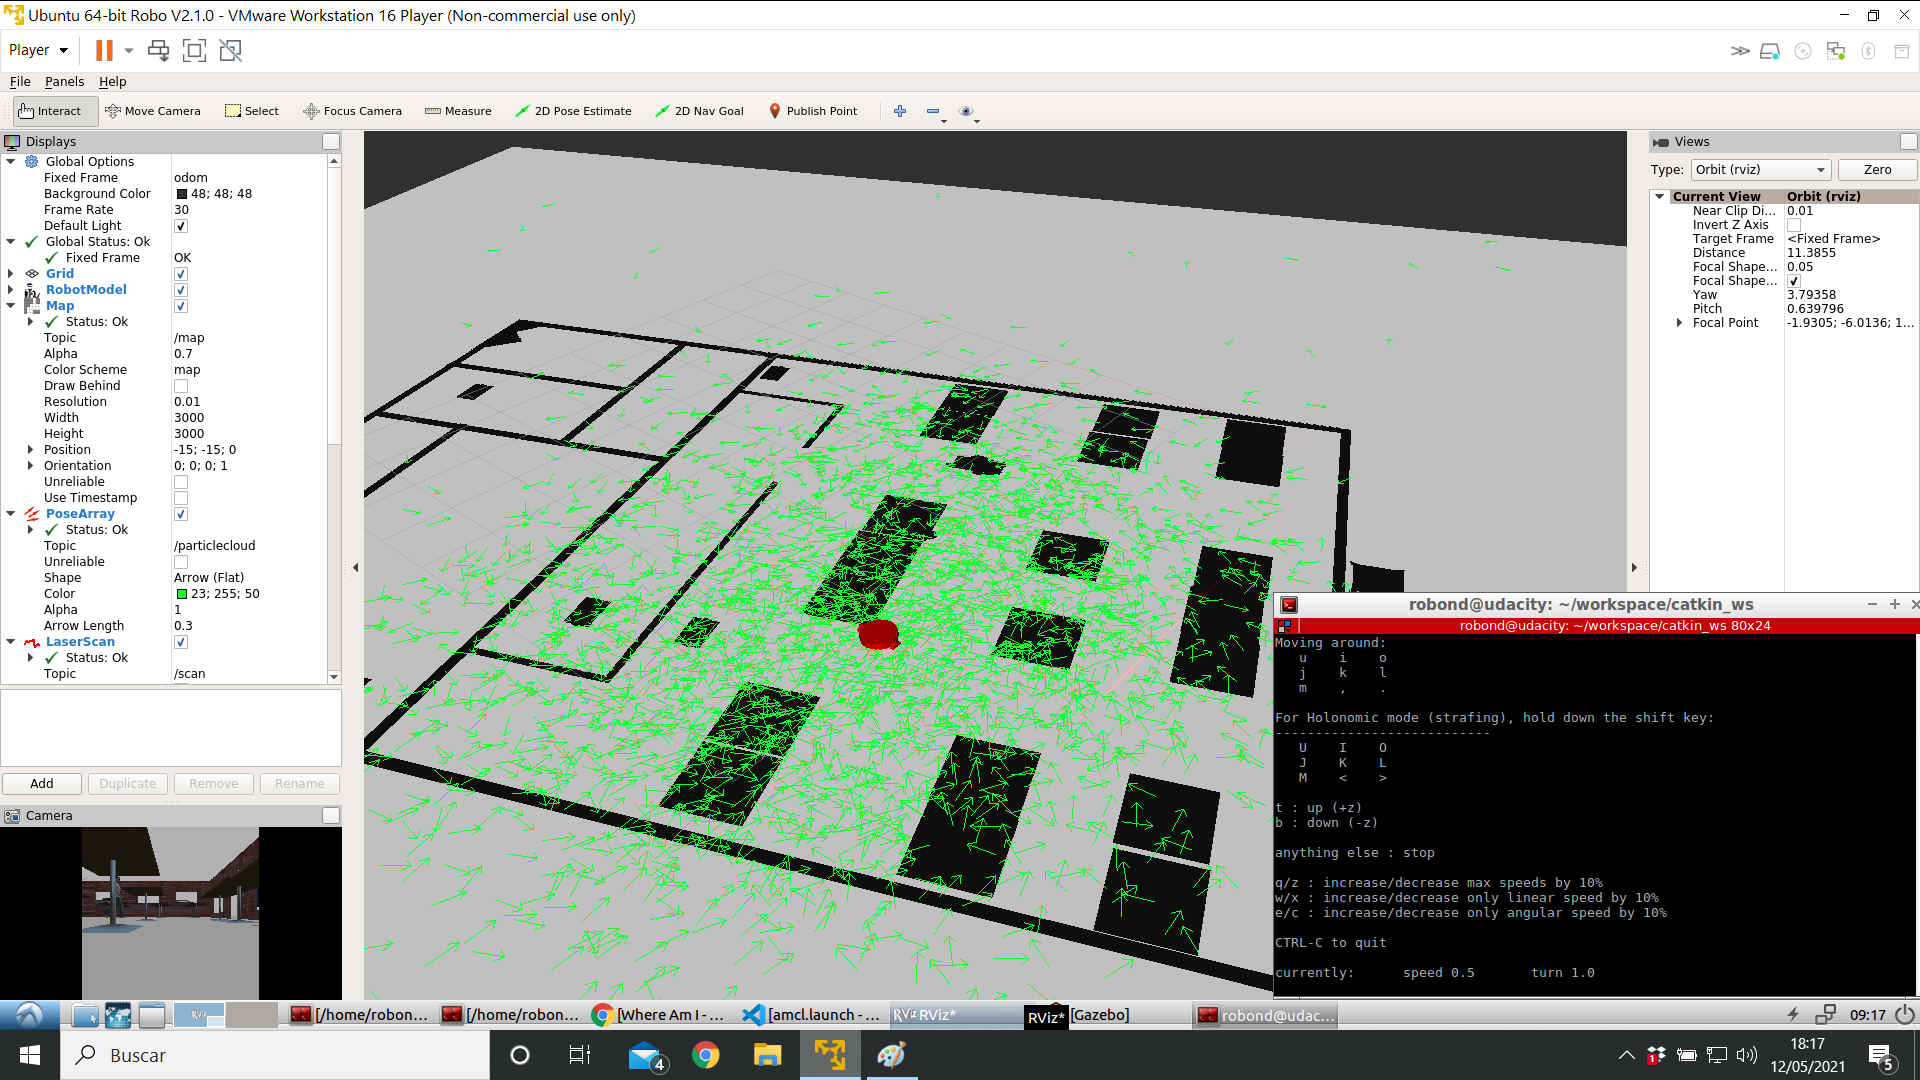 Ubuntu 64-bit Robo V2.1.0 - VMware Workstation 16 Player (Non-commercial use only)
Player
File Panels Help
Interact Move Camera Select Focus Camera Measure 2D Pose Estimate 2D Nav Goal Publish Point
Displays
Global Options
Fixed Frame odom
Background Color 48; 48; 48
Frame Rate 30
Default Light
Global Status: Ok
Fixed Frame OK
Grid
RobotModel
Map
Status: Ok
Topic /map
Alpha 0.7
Color Scheme map
Draw Behind
Resolution 0.01
Width 3000
Height 3000
Position -15; -15; 0
Orientation 0; 0; 0; 1
Unreliable
Use Timestamp
PoseArray
Status: Ok
Topic /particlecloud
Unreliable
Shape Arrow (Flat)
Color 23; 255; 50
Alpha 1
Arrow Length 0.3
LaserScan
Status: Ok
Topic /scan
Add Duplicate Remove Rename
Camera
Views
Type: Orbit (rviz) Zero
Current View Orbit (rviz)
Near Clip Di... 0.01
Invert Z Axis
Target Frame <Fixed Frame>
Distance 11.3855
Focal Shape... 0.05
Focal Shape...
Yaw 3.79358
Pitch 0.639796
Focal Point -1.9305; -6.0136; 1...
robond@udacity: ~/workspace/catkin_ws
robond@udacity: ~/workspace/catkin_ws 80x24
Moving around:
u i o
j k l
m , .
For Holonomic mode (strafing), hold down the shift key:
---------------------------
U I O
J K L
M < >
t : up (+z)
b : down (-z)
anything else : stop
q/z : increase/decrease max speeds by 10%
w/x : increase/decrease only linear speed by 10%
e/c : increase/decrease only angular speed by 10%
CTRL-C to quit
currently: speed 0.5 turn 1.0
RViz [/home/robon... [/home/robon... [Where Am I -... [amcl.launch -... RViz RViz* RViz* [Gazebo] robond@udac... 09:17
Buscar
4
1
18:17
12/05/2021
5